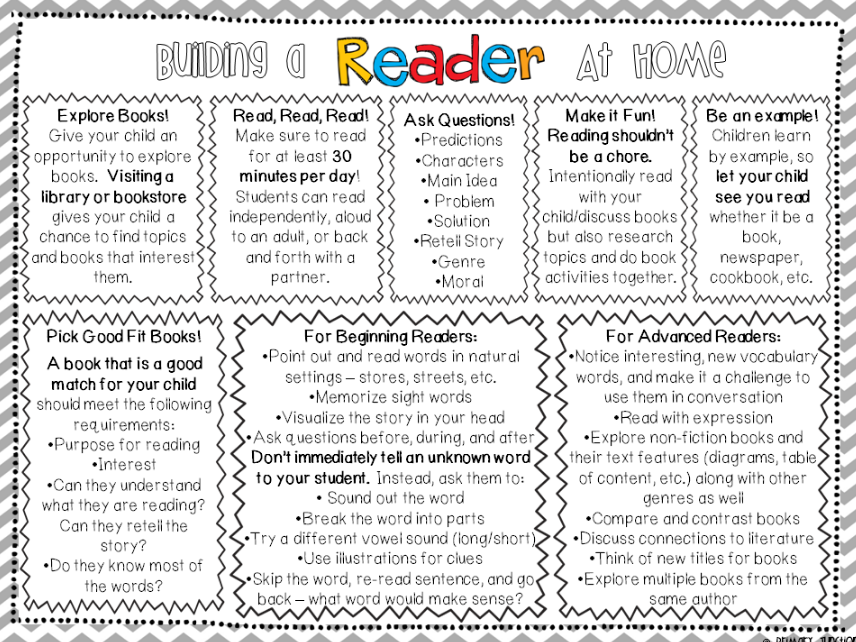 Building a Reader At Home
Explore Books!
Give your child an
opportunity to explore
books. Visiting a
library or bookstore
gives your child a
chance to find topics
and books that interest
them.
Read, Read, Read!
Make sure to read
for at least 30
minutes per day!
Students can read
independently, aloud
to an adult, or back
and forth with a
partner.
Ask Questions!
•Predictions
•Characters
•Main Idea
• Problem
•Solution
•Retell Story
•Genre
•Moral
Make it Fun!
Reading shouldn't
be a chore.
Intentionally read
with your
child/discuss books
but also research
topics and do book
activities together.
Be an example!
Children learn
by example, so
let your child
see you read
whether it be a
book,
newspaper,
cookbook, etc.
Pick Good Fit Books!
A book that is a good
match for your child
should meet the following
requirements:
•Purpose for reading
•Interest
•Can they understand
what they are reading?
Can they retell the
story?
•Do they know most of
the words?
For Beginning Readers:
•Point out and read words in natural
settings – stores, streets, etc.
•Memorize sight words
•Visualize the story in your head
•Ask questions before, during, and after
Don't immediately tell an unknown word
to your student. Instead, ask them to:
• Sound out the word
•Break the word into parts
•Try a different vowel sound (long/short)
•Use illustrations for clues
•Skip the word, re-read sentence, and go
back – what word would make sense?
For Advanced Readers:
•Notice interesting, new vocabulary
words, and make it a challenge to
use them in conversation
•Read with expression
•Explore non-fiction books and
their text features (diagrams, table
of content, etc.) along with other
genres as well
•Compare and contrast books
•Discuss connections to literature
•Think of new titles for books
•Explore multiple books from the
same author